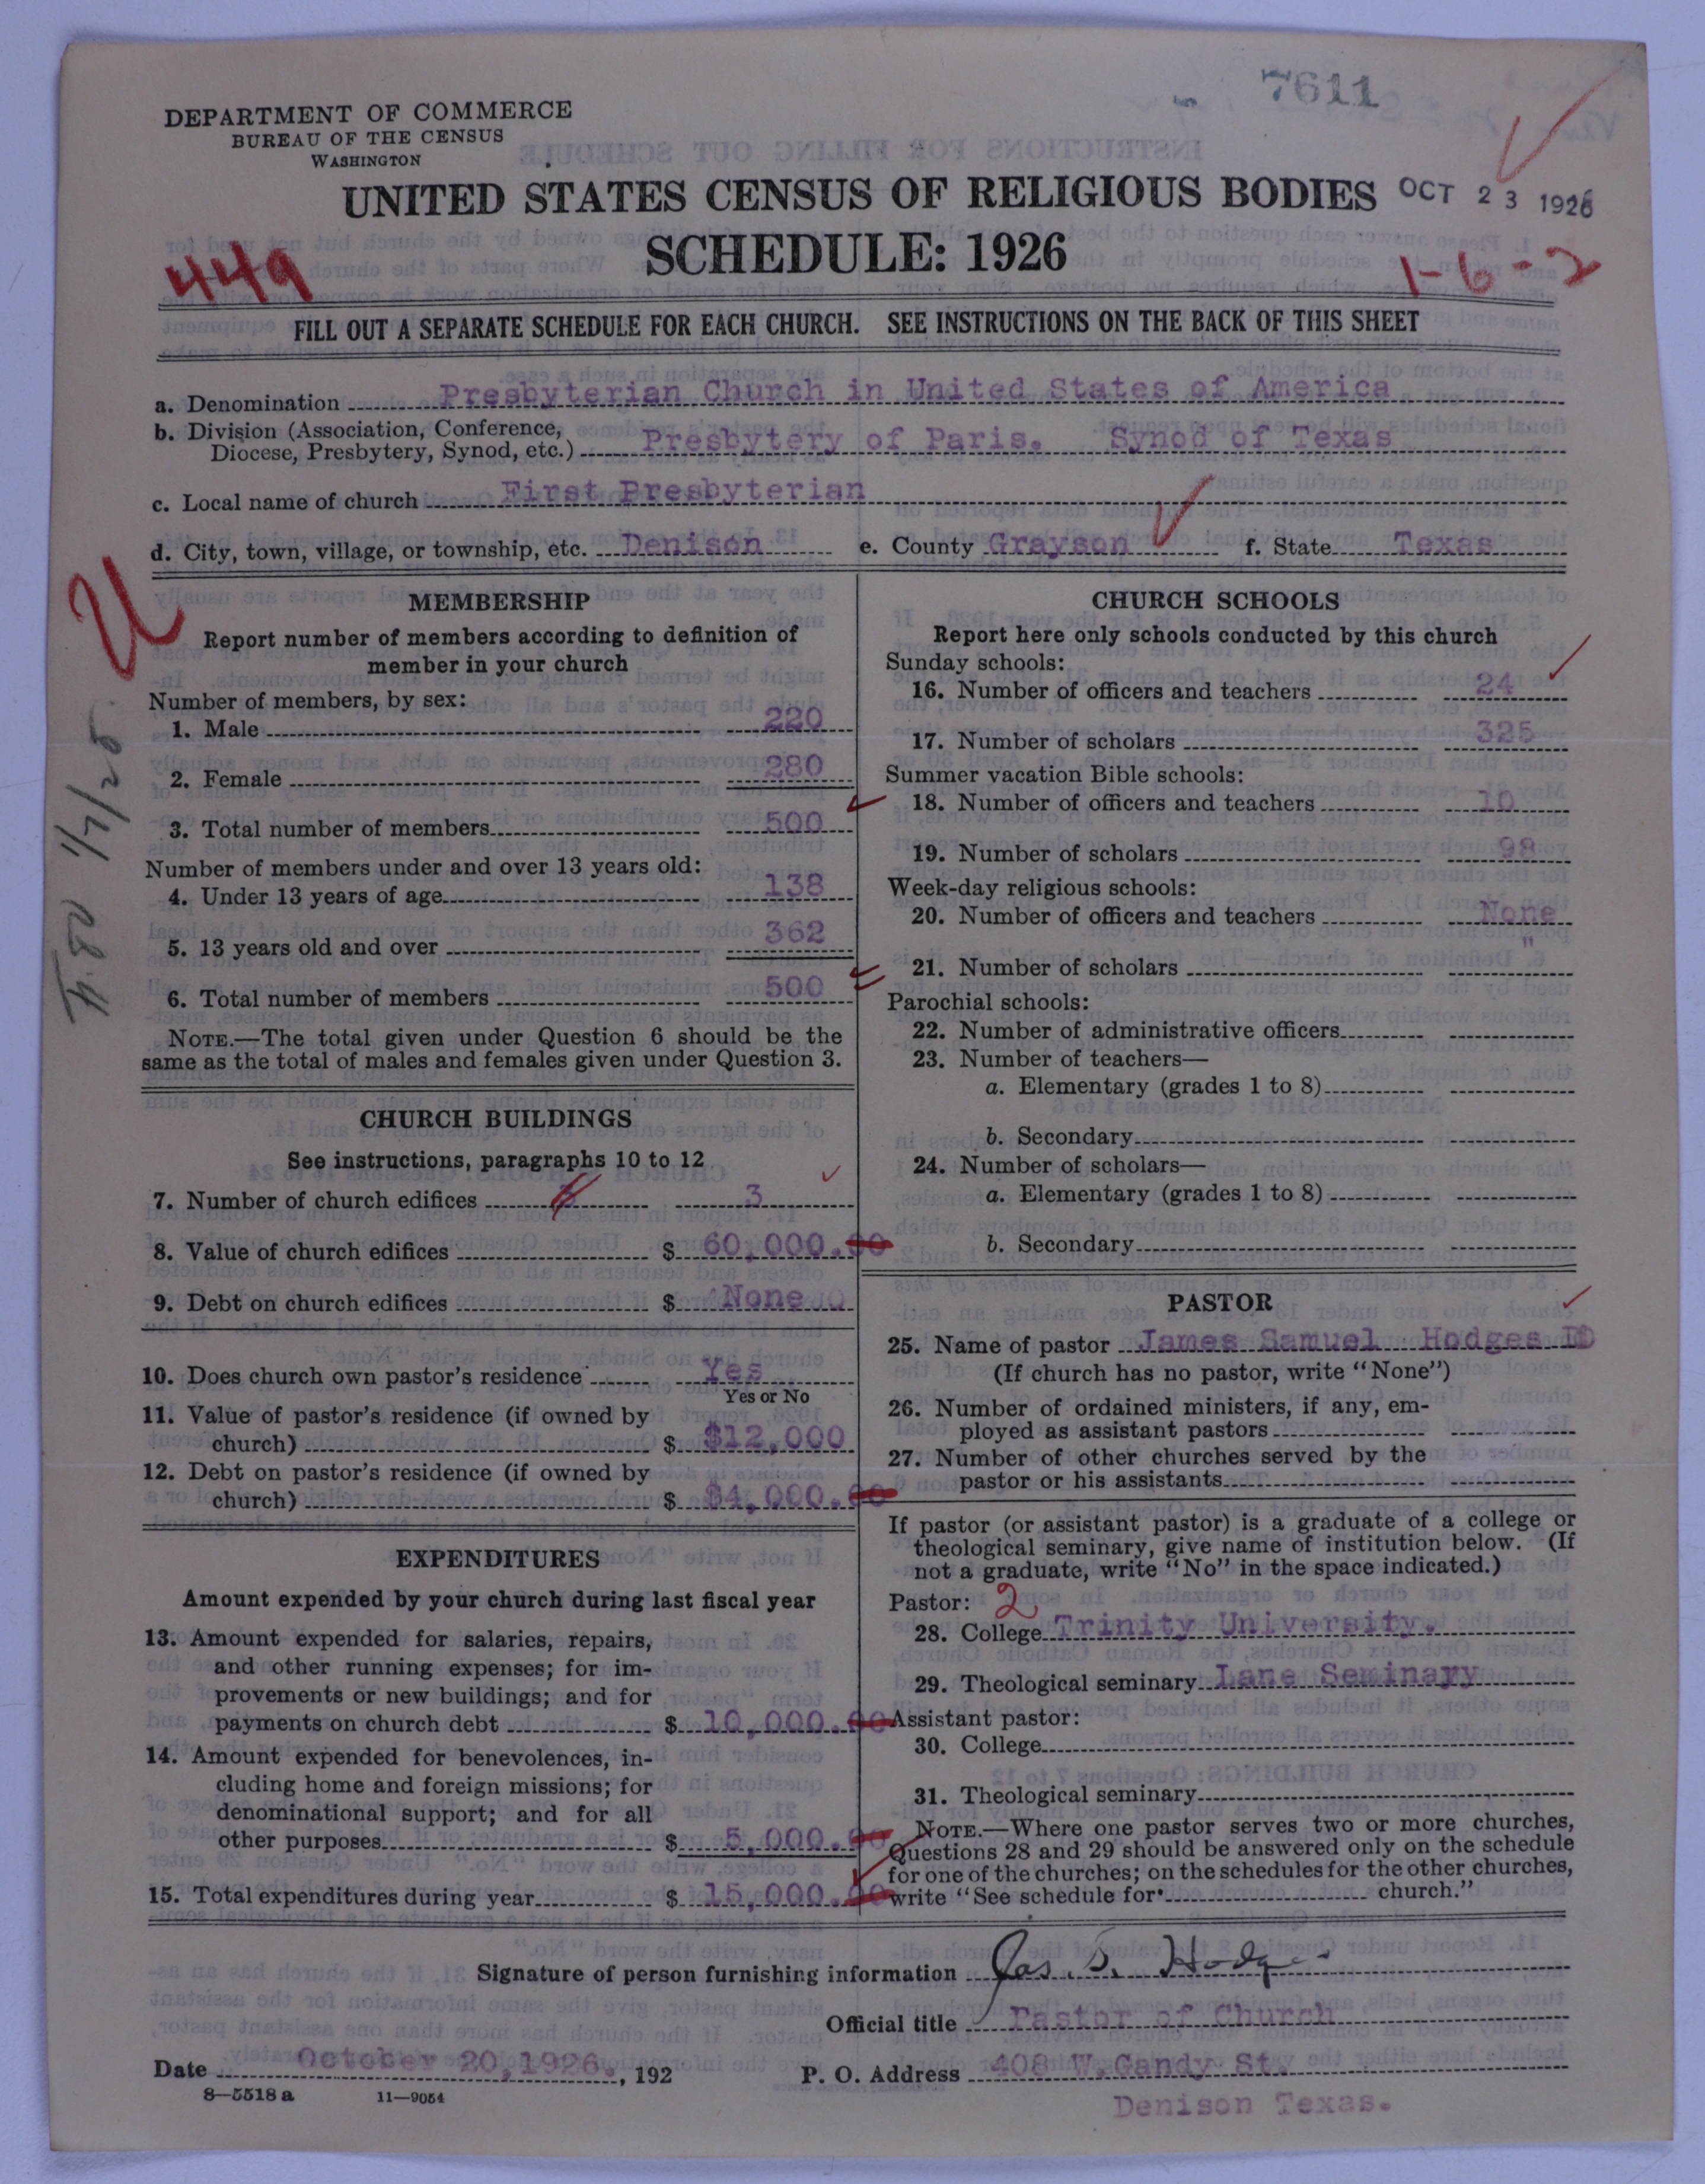 7611
DEPARTMENT OF COMMERCE
BUREAU OF THE CENSUS
WASHINGTON
UNITED STATES CENSUS OF RELIGIOUS BODIES OCT 23 1926
SCHEDULE: 1926
449
1-6-2
FILL OUT A SEPARATE SCHEDULE FOR EACH CHURCH. SEE INSTRUCTIONS ON THE BACK OF THIS SHEET
a. Denomination Presbyterian Church in United States of America
b. Division (Association, Conference,
Diocese, Presbytery, Synod, etc.) Presbytery of Paris. Synod of Texas
c. Local name of church First Presbyterian
d. City, town, village, or township, etc. Denison e. County Grayson f. State Texas
MEMBERSHIP
Report number of members according to definition of
member in your church
Number of members, by sex:
1. Male 220
2. Female 280
3. Total number of members 500
Number of members under and over 13 years old:
4. Under 13 years of age 138
5. 13 years old and over 362
6. Total number of members 500
NOTE.—The total given under Question 6 should be the
same as the total of males and females given under Question 3.
CHURCH BUILDINGS
See instructions, paragraphs 10 to 12
7. Number of church edifices 3
8. Value of church edifices $ 60,000.00
9. Debt on church edifices $ None
10. Does church own pastor's residence Yes
Yes or No
11. Value of pastor's residence (if owned by
church) $ $12,000
12. Debt on pastor's residence (if owned by
church) $ $4,000.00
EXPENDITURES
Amount expended by your church during last fiscal year
13. Amount expended for salaries, repairs,
and other running expenses; for im-
provements or new buildings; and for
payments on church debt $ 10,000.00
14. Amount expended for benevolences, in-
cluding home and foreign missions; for
denominational support; and for all
other purposes $ 5,000.00
15. Total expenditures during year $ 15,000.00
CHURCH SCHOOLS
Report here only schools conducted by this church
Sunday schools:
16. Number of officers and teachers 24
17. Number of scholars 325
Summer vacation Bible schools:
18. Number of officers and teachers 10
19. Number of scholars 98
Week-day religious schools:
20. Number of officers and teachers None
21. Number of scholars "
Parochial schools:
22. Number of administrative officers
23. Number of teachers—
a. Elementary (grades 1 to 8)
b. Secondary
24. Number of scholars—
a. Elementary (grades 1 to 8)
b. Secondary
PASTOR
25. Name of pastor James Samuel Hodges
(If church has no pastor, write "None")
26. Number of ordained ministers, if any, em-
ployed as assistant pastors
27. Number of other churches served by the
pastor or his assistants
If pastor (or assistant pastor) is a graduate of a college or
theological seminary, give name of institution below. (If
not a graduate, write "No" in the space indicated.)
Pastor: 2
28. College Trinity University.
29. Theological seminary Lane Seminary
Assistant pastor:
30. College
31. Theological seminary
NOTE.—Where one pastor serves two or more churches,
Questions 28 and 29 should be answered only on the schedule
for one of the churches; on the schedules for the other churches,
write "See schedule for church."
Signature of person furnishing information Jas. S. Hodges
Official title Pastor of Church
Date October 20,1926., 192 P. O. Address 408 W.Gandy St.
Denison Texas.
8—5518 a 11—9054